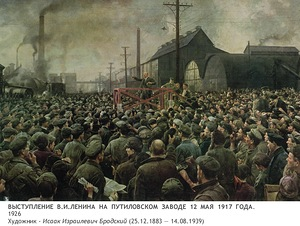 ВЫСТУПЛЕНИЕ В.И.ЛЕНИНА НА ПУТИЛОВСКОМ ЗАВОДЕ 12 МАЯ 1917 ГОДА.
1926
Художник - Исаак Израилевич Бродский (25.12.1883 — 14.08.1939)